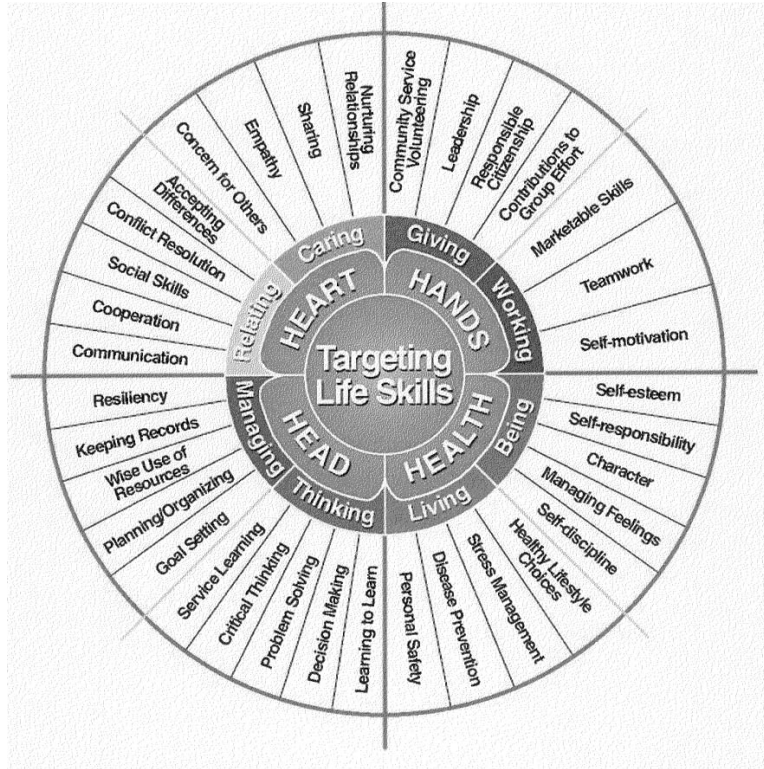 Targeting
Life Skills
HEART
HANDS
HEALTH
HEAD
Caring
Giving
Working
Being
Living
Thinking
Managing
Relating
Community Service
Volunteering
Leadership
Responsible
Citizenship
Contributions to
Group Effort
Marketable Skills
Teamwork
Self-motivation
Self-esteem
Self-responsibility
Character
Managing Feelings
Self-discipline
Healthy Lifestyle
Choices
Stress Management
Disease Prevention
Personal Safety
Learning to Learn
Decision Making
Problem Solving
Critical Thinking
Service Learning
Goal Setting
Planning/Organizing
Wise Use of
Resources
Keeping Records
Resiliency
Communication
Cooperation
Social Skills
Conflict Resolution
Accepting
Differences
Concern for Others
Empathy
Sharing
Nurturing
Relationships